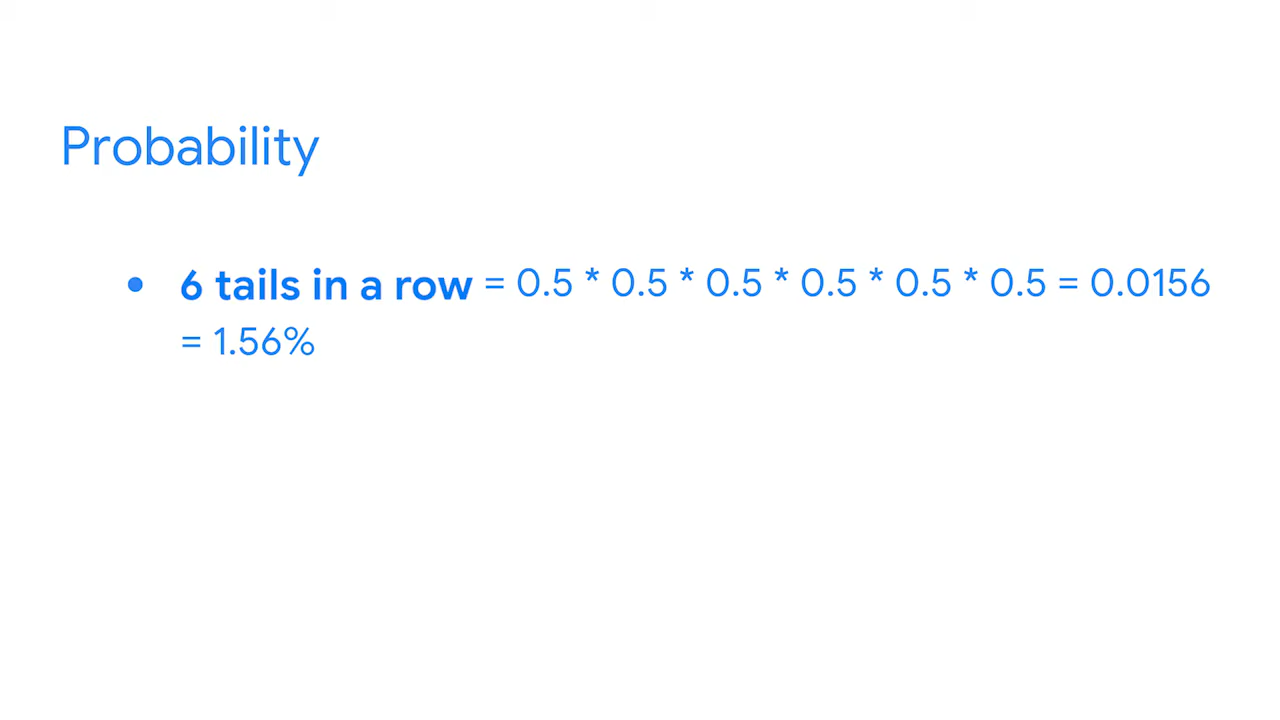 Probability
• 6 tails in a row = 0.5 * 0.5 * 0.5 * 0.5 * 0.5 * 0.5 = 0.0156
= 1.56%